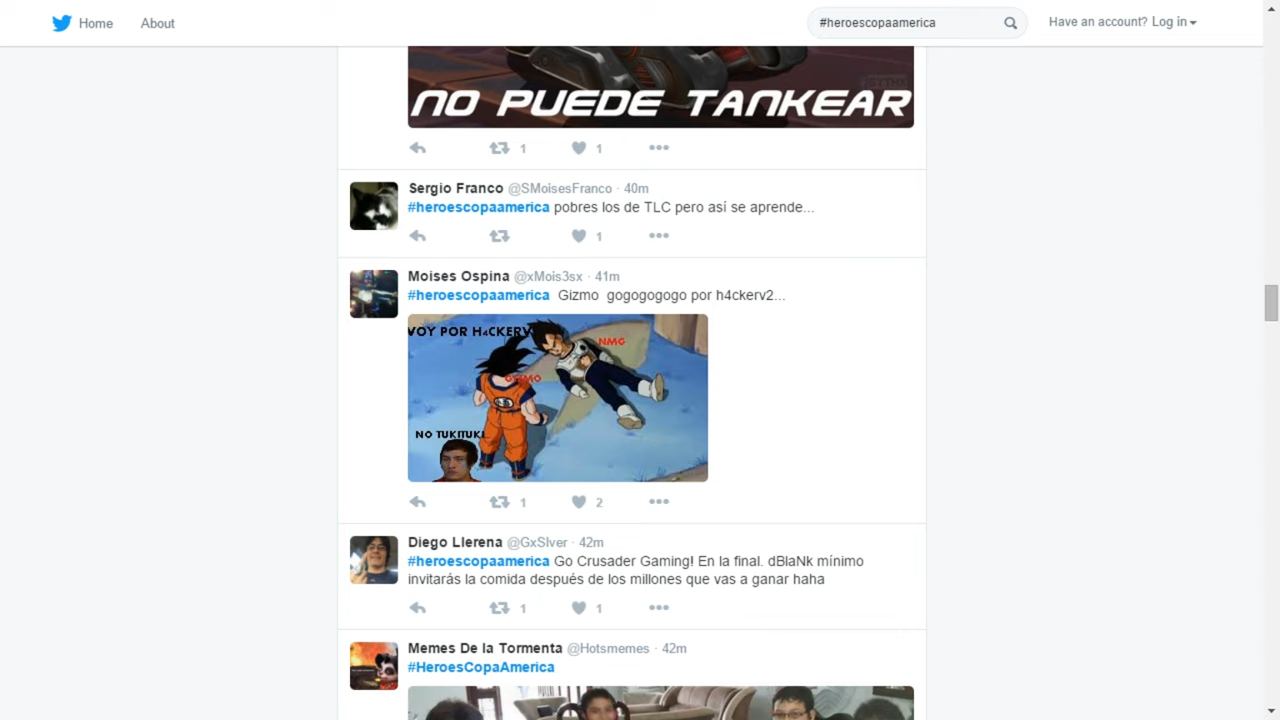 Home About #heroescopaamerica Have an account? Log in
NO PUEDE TANKEAR
1 1
Sergio Franco @SMoisesFranco · 40m
#heroescopaamerica pobres los de TLC pero así se aprende...
1
Moises Ospina @xMois3sx · 41m
#heroescopaamerica Gizmo gogogogogo por h4ckerv2...
VOY POR H4CKERV
NMG
GIZMO
NO TUKITUKI
1 2
Diego Llerena @GxSlver · 42m
#heroescopaamerica Go Crusader Gaming! En la final. dBlaNk mínimo
invitarás la comida después de los millones que vas a ganar haha
1 1
Memes De la Tormenta @Hotsmemes · 42m
#HeroesCopaAmerica